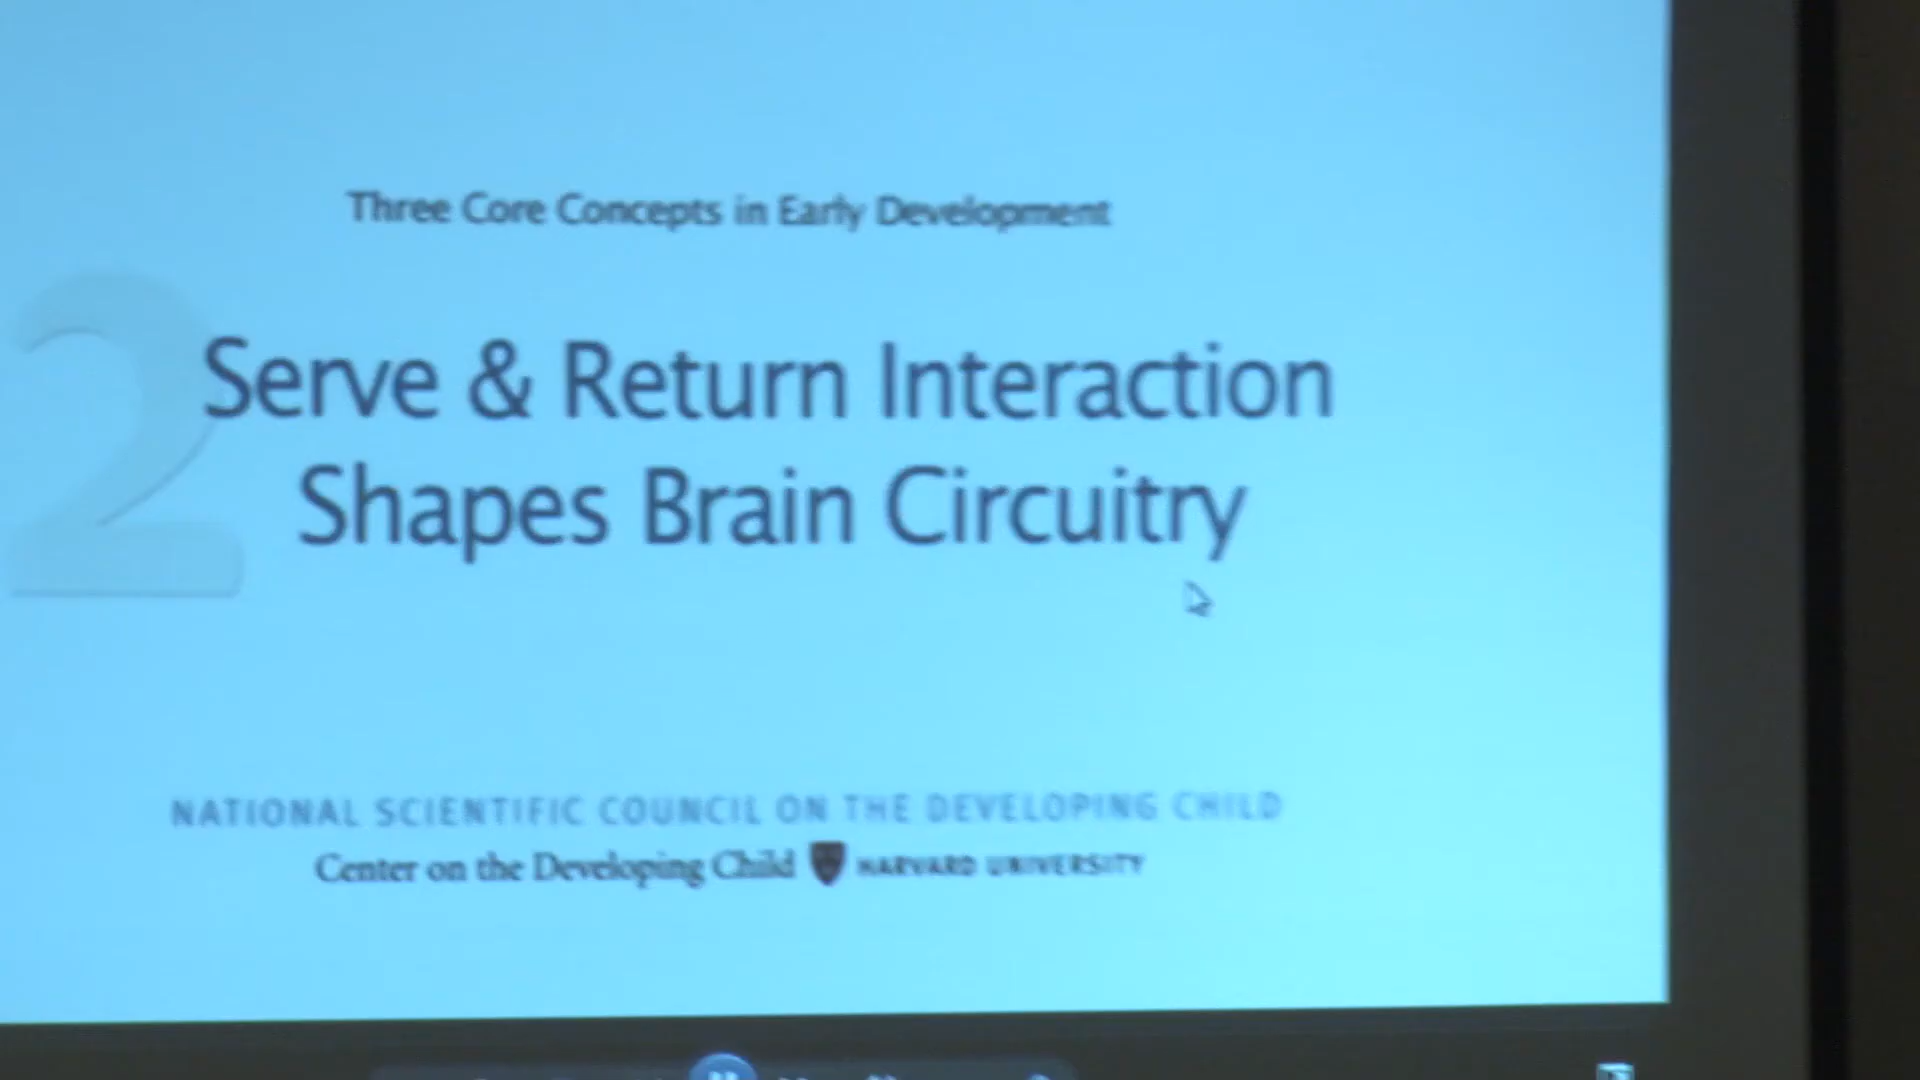 Three Core Concepts in Early Development
2
Serve & Return Interaction
Shapes Brain Circuitry
NATIONAL SCIENTIFIC COUNCIL ON THE DEVELOPING CHILD
Center on the Developing Child HARVARD UNIVERSITY